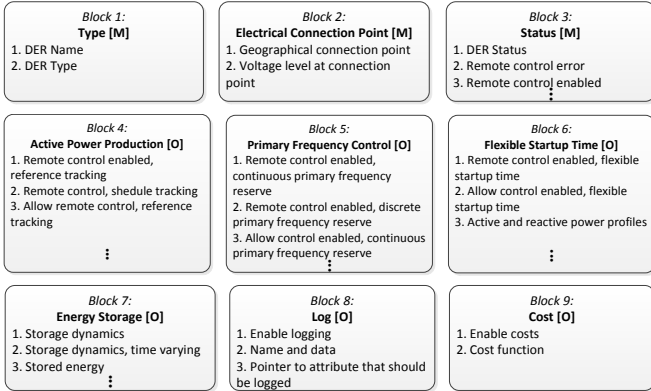 Block 1:
Type [M]
1. DER Name
2. DER Type
Block 2:
Electrical Connection Point [M]
1. Geographical connection point
2. Voltage level at connection
point
Block 3:
Status [M]
1. DER Status
2. Remote control error
3. Remote control enabled
Block 4:
Active Power Production [O]
1. Remote control enabled,
reference tracking
2. Remote control, shedule tracking
3. Allow remote control, reference
tracking
Block 5:
Primary Frequency Control [O]
1. Remote control enabled,
continuous primary frequency
reserve
2. Remote control enabled, discrete
primary frequency reserve
3. Allow control enabled, continuous
primary frequency reserve
Block 6:
Flexible Startup Time [O]
1. Remote control enabled, flexible
startup time
2. Allow control enabled, flexible
startup time
3. Active and reactive power profiles
Block 7:
Energy Storage [O]
1. Storage dynamics
2. Storage dynamics, time varying
3. Stored energy
Block 8:
Log [O]
1. Enable logging
2. Name and data
3. Pointer to attribute that should
be logged
Block 9:
Cost [O]
1. Enable costs
2. Cost function